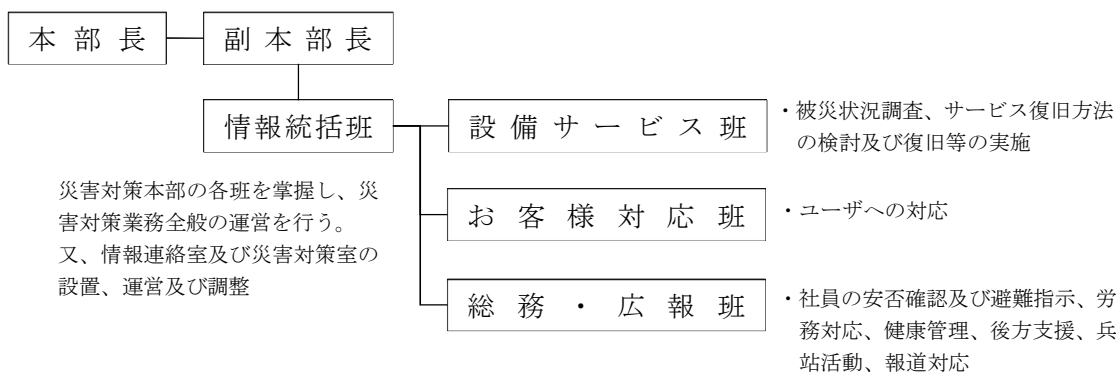 本部長
副本部長
情報統括班
災害対策本部の各班を掌握し、災
害対策業務全般の運営を行う。
又、情報連絡室及び災害対策室の
設置、運営及び調整
設備サービス班
・被災状況調査、サービス復旧方法
の検討及び復旧等の実施
お客様対応班
・ユーザへの対応
総務・広報班
・社員の安否確認及び避難指示、労
務対応、健康管理、後方支援、兵
站活動、報道対応